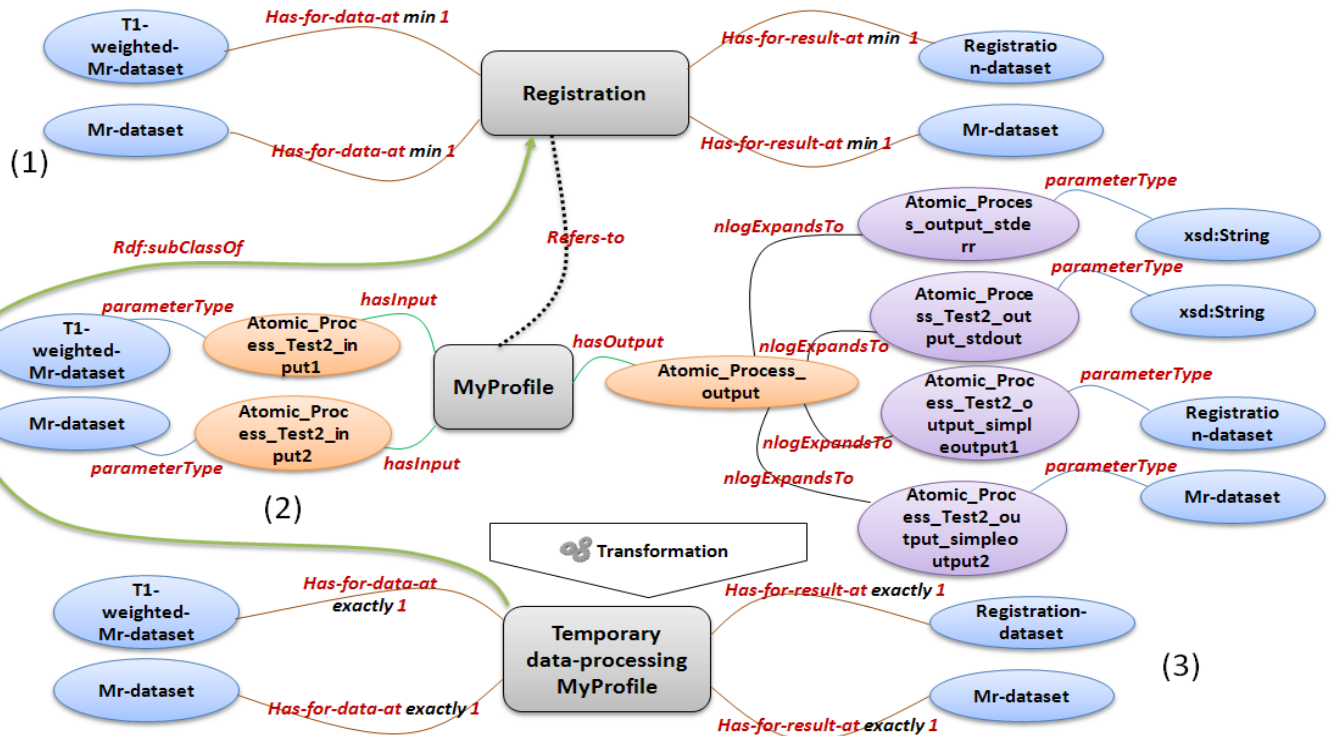 T1-
weighted-
Mr-dataset
Has-for-data-at min 1
Registration
Has-for-result-at min 1
Registratio
n-dataset
Mr-dataset
Has-for-data-at min 1
Has-for-result-at min 1
Mr-dataset
(1)
Rdf:subClassOf
Refers-to
parameterType
T1-
weighted-
Mr-dataset
Atomic_Proc
ess_Test2_in
put1
hasInput
Mr-dataset
parameterType
Atomic_Proc
ess_Test2_in
put2
hasInput
MyProfile
hasOutput
Atomic_Process_
output
nlogExpandsTo
Atomic_Proces
s_output_stde
rr
parameterType
xsd:String
nlogExpandsTo
Atomic_Proce
ss_Test2_out
put_stdout
parameterType
xsd:String
nlogExpandsTo
Atomic_Proc
ess_Test2_o
utput_simpl
eoutput1
parameterType
Registratio
n-dataset
nlogExpandsTo
Atomic_Proc
ess_Test2_ou
tput_simpleo
utput2
parameterType
Mr-dataset
(2)
Transformation
T1-
weighted-
Mr-dataset
Has-for-data-at
exactly 1
Temporary
data-processing
MyProfile
Has-for-result-at exactly 1
Registration-
dataset
Mr-dataset
Has-for-data-at exactly 1
Has-for-result-at exactly 1
Mr-dataset
(3)